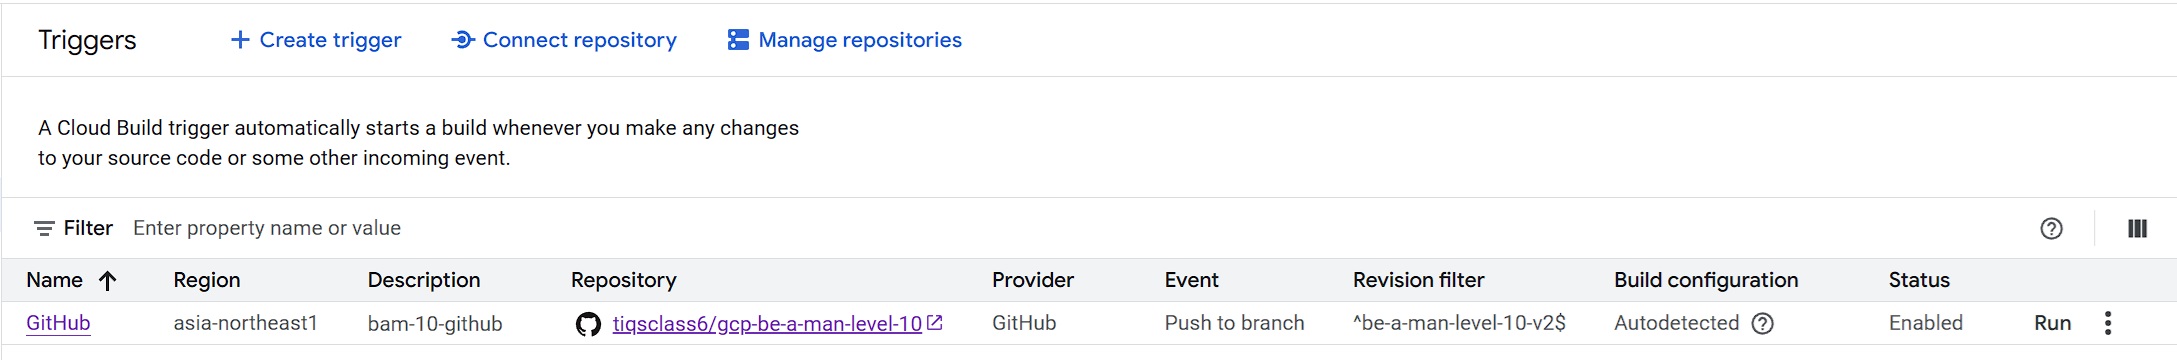 Triggers
Create trigger
Connect repository
Manage repositories
A Cloud Build trigger automatically starts a build whenever you make any changes
to your source code or some other incoming event.
Filter Enter property name or value
Name Region Description Repository Provider Event Revision filter Build configuration Status
GitHub asia-northeast1 bam-10-github tiqsclass6/gcp-be-a-man-level-10 GitHub Push to branch ^be-a-man-level-10-v2$ Autodetected Enabled Run